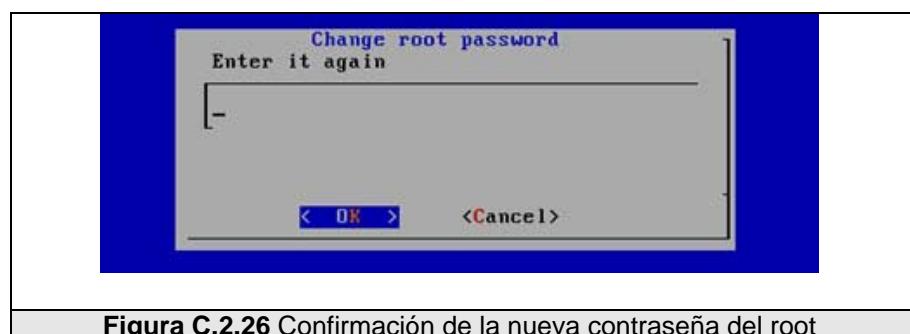 Change root password
Enter it again
< OK >     <Cancel>
Figura C.2.26 Confirmación de la nueva contraseña del root